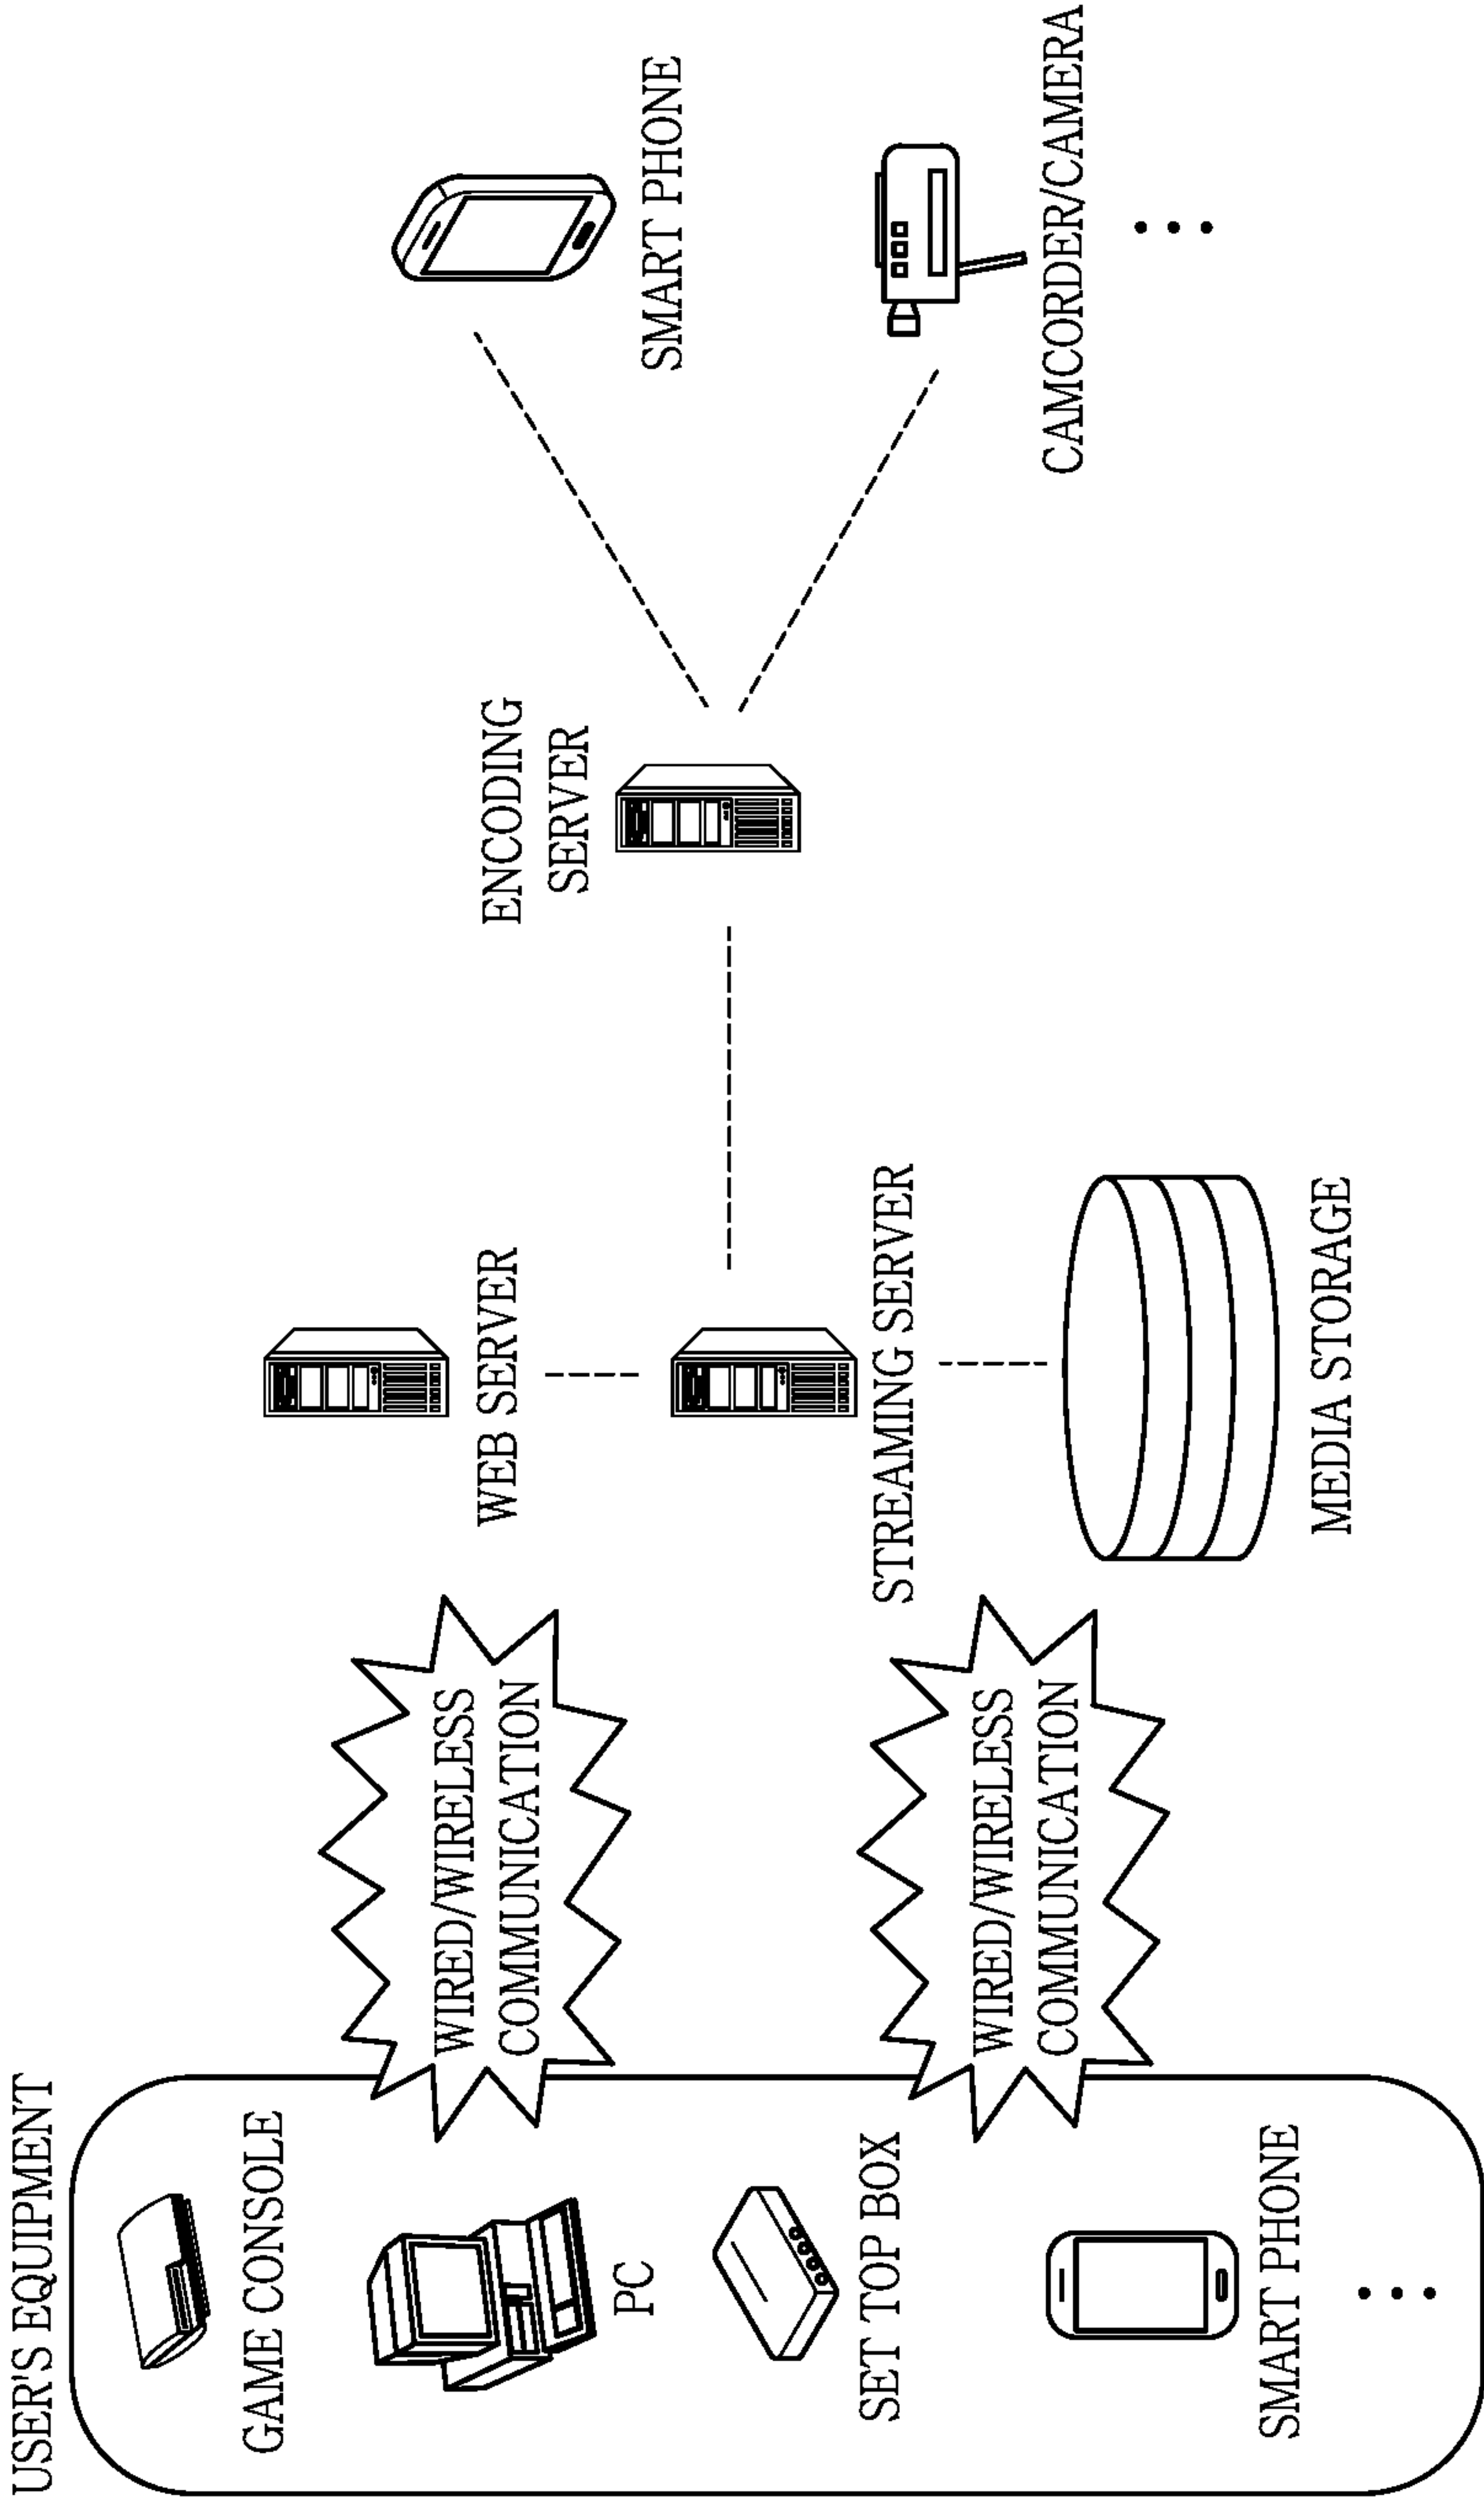 USER'S EQUIPMENT
GAME CONSOLE
PC
SET TOP BOX
SMART PHONE
WIRED/WIRELESS
COMMUNICATION
WIRED/WIRELESS
COMMUNICATION
WEB SERVER
STREAMING SERVER
MEDIA STORAGE
ENCODING
SERVER
SMART PHONE
CAMCORDER/CAMERA